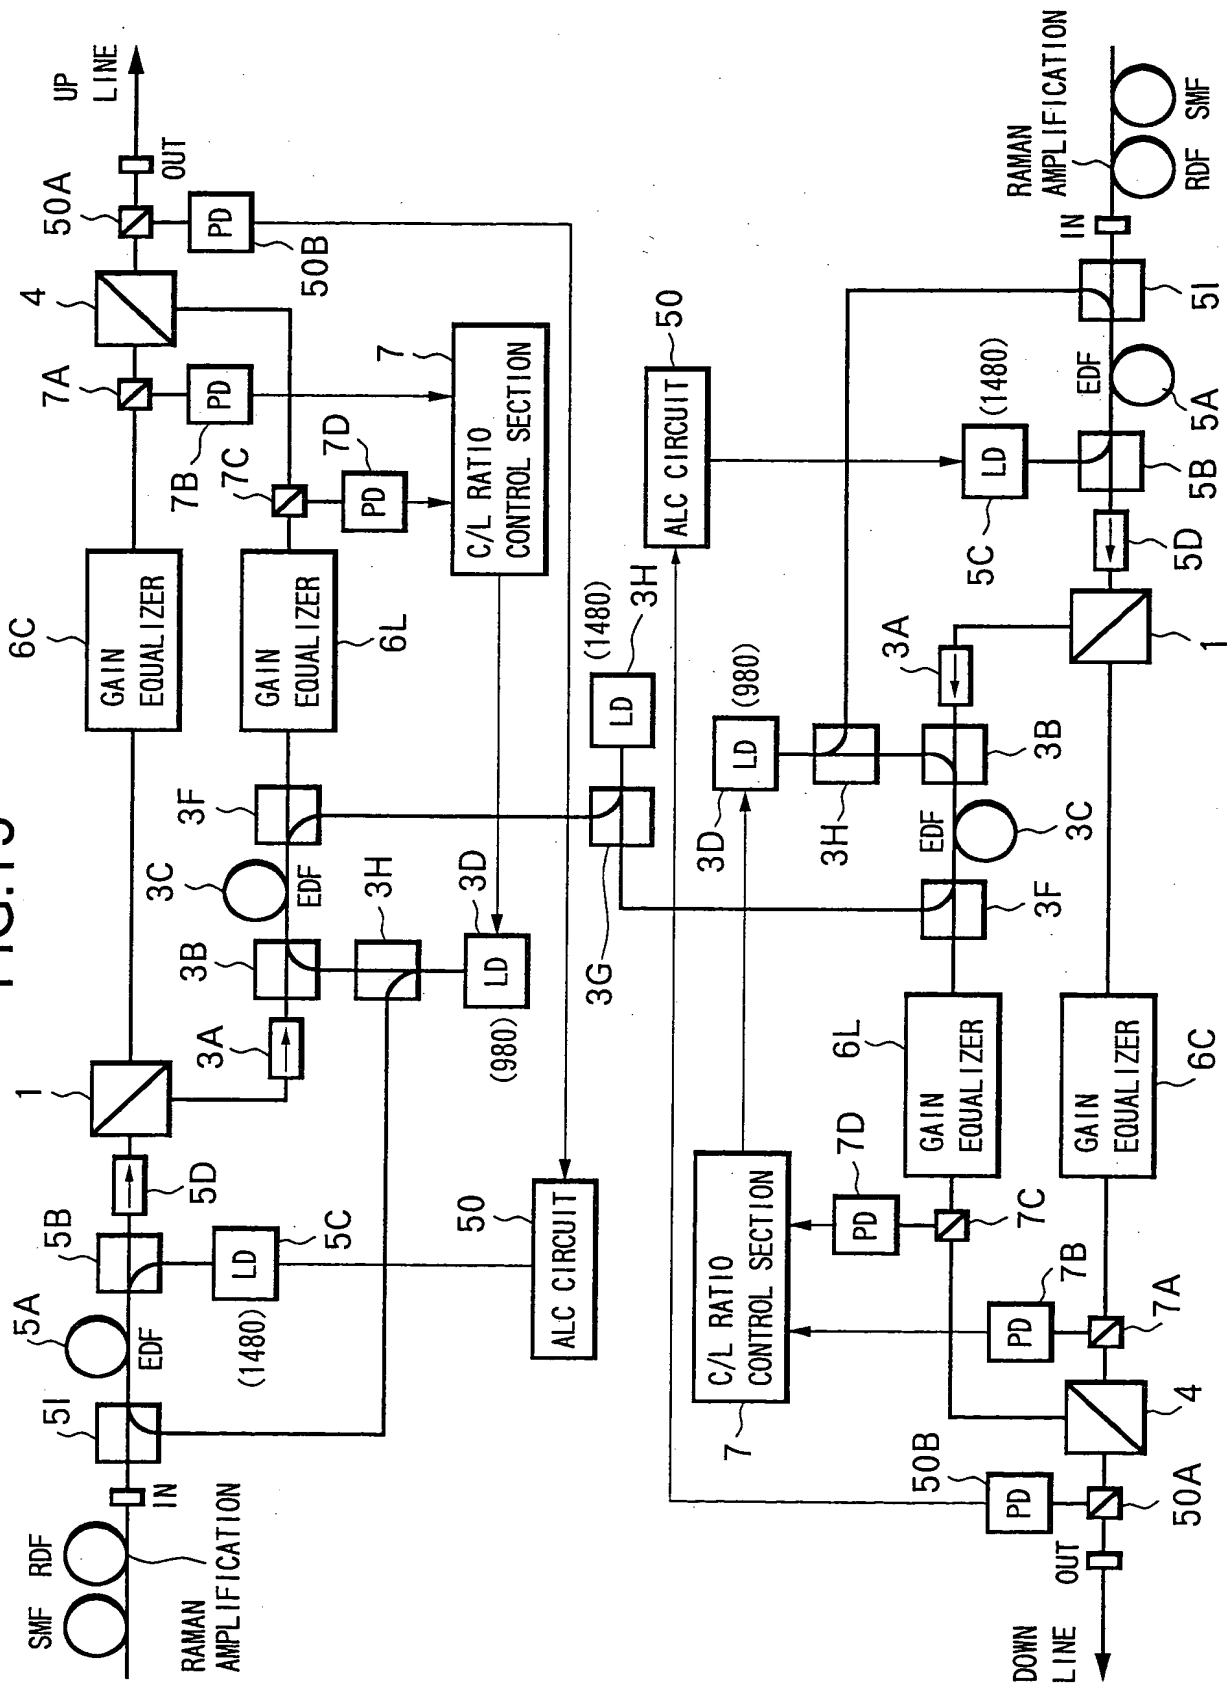 UP
LINE
OUT
50A
PD
50B
4
7A
PD
7B
7C
7D
PD
7
C/L RATIO
CONTROL SECTION
6C
GAIN
EQUALIZER
GAIN
EQUALIZER
6L
3F
3C
EDF
3B
3H
3D
LD
(980)
3A
1
5D
5B
5C
LD
(1480)
5A
EDF
5I
IN
SMF
RDF
RAMAN
AMPLIFICATION
50
ALC CIRCUIT
(1480)
3H
LD
3G
RAMAN
AMPLIFICATION
SMF
RDF
IN
5I
50
ALC CIRCUIT
(1480)
LD
5C
EDF
5A
5B
5D
1
3A
(980)
LD
3D
3H
3B
EDF
3C
3F
6L
GAIN
EQUALIZER
GAIN
EQUALIZER
6C
C/L RATIO
CONTROL SECTION
7
7D
PD
7C
7B
PD
7A
4
50B
PD
50A
OUT
DOWN
LINE